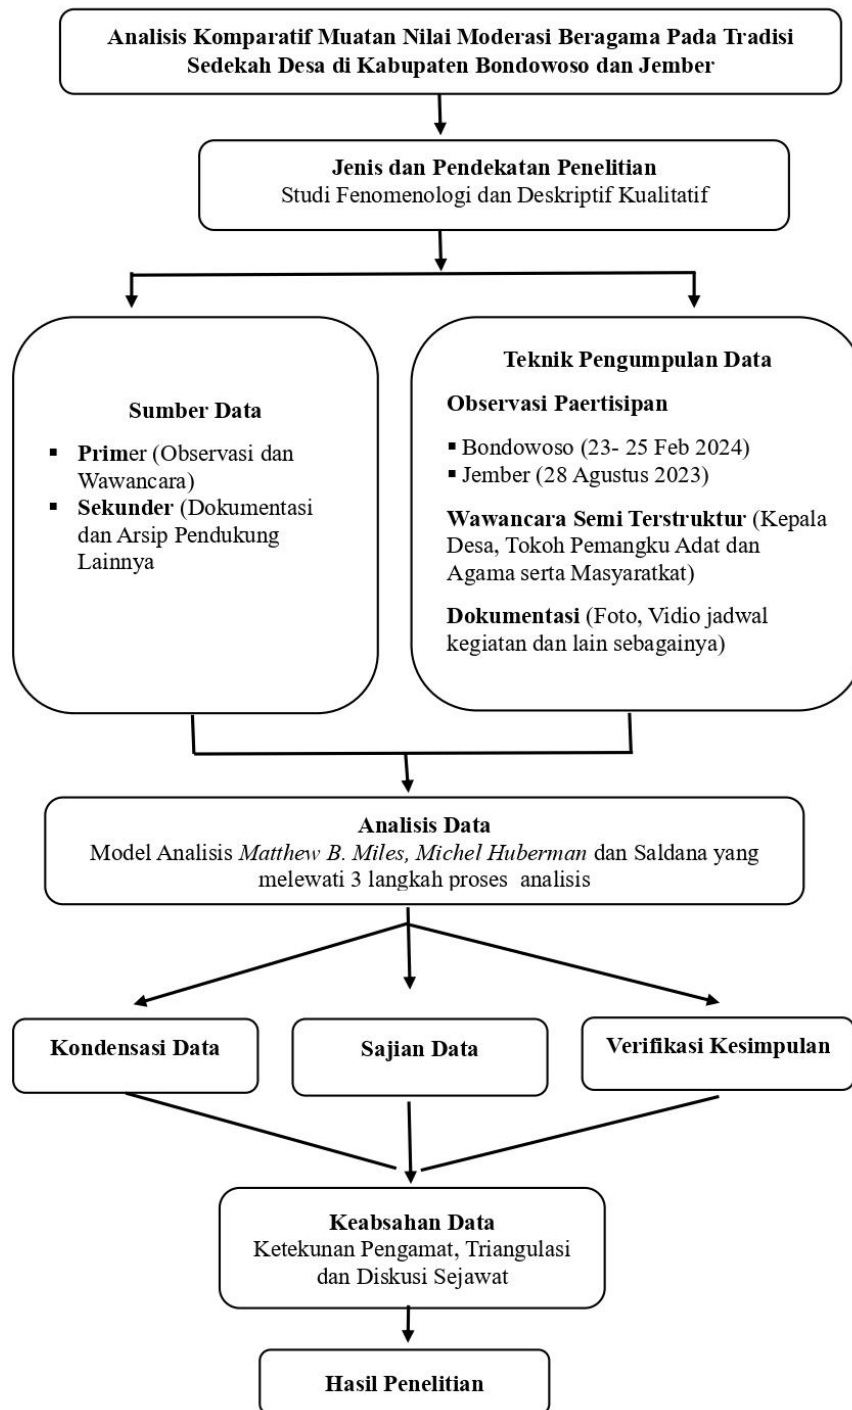 Analisis Komparatif Muatan Nilai Moderasi Beragama Pada Tradisi
Sedekah Desa di Kabupaten Bondowoso dan Jember
Jenis dan Pendekatan Penelitian
Studi Fenomenologi dan Deskriptif Kualitatif
Sumber Data
▪ Primer (Observasi dan
Wawancara)
▪ Sekunder (Dokumentasi
dan Arsip Pendukung
Lainnya
Teknik Pengumpulan Data
Observasi Paertisipan
▪ Bondowoso (23- 25 Feb 2024)
▪ Jember (28 Agustus 2023)
Wawancara Semi Terstruktur (Kepala
Desa, Tokoh Pemangku Adat dan
Agama serta Masyaratkat)
Dokumentasi (Foto, Vidio jadwal
kegiatan dan lain sebagainya)
Analisis Data
Model Analisis Matthew B. Miles, Michel Huberman dan Saldana yang
melewati 3 langkah proses analisis
Kondensasi Data
Sajian Data
Verifikasi Kesimpulan
Keabsahan Data
Ketekunan Pengamat, Triangulasi
dan Diskusi Sejawat
Hasil Penelitian